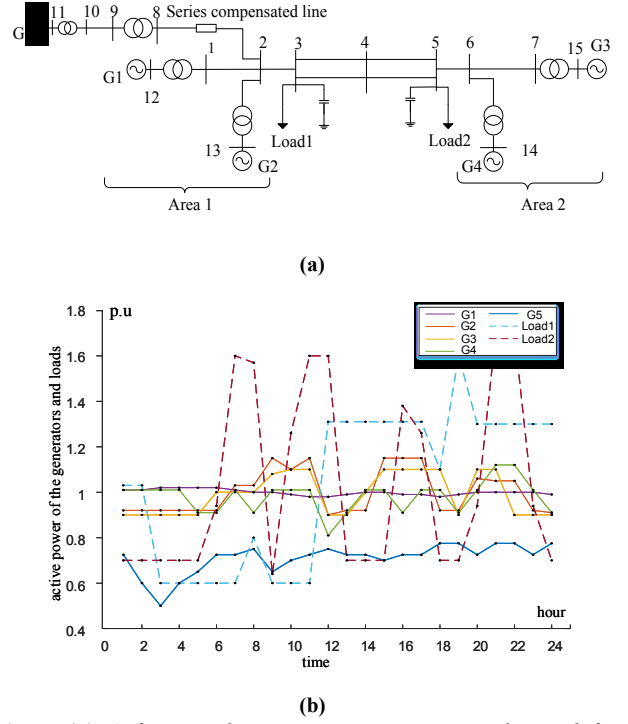 11 10 9 8 Series compensated line
G
1 2 3 4 5 6 7 15 G3
G1
12
Load1 Load2
13 14
G2 G4
Area 1 Area 2
(a)
1.8 p.u
G1 G5
G2 Load1
G3 Load2
G4
1.6
1.4
1.2
1
0.8
0.6
0.4
active power of the generators and loads
hour
0 2 4 6 8 10 12 14 16 18 20 22 24
time
(b)